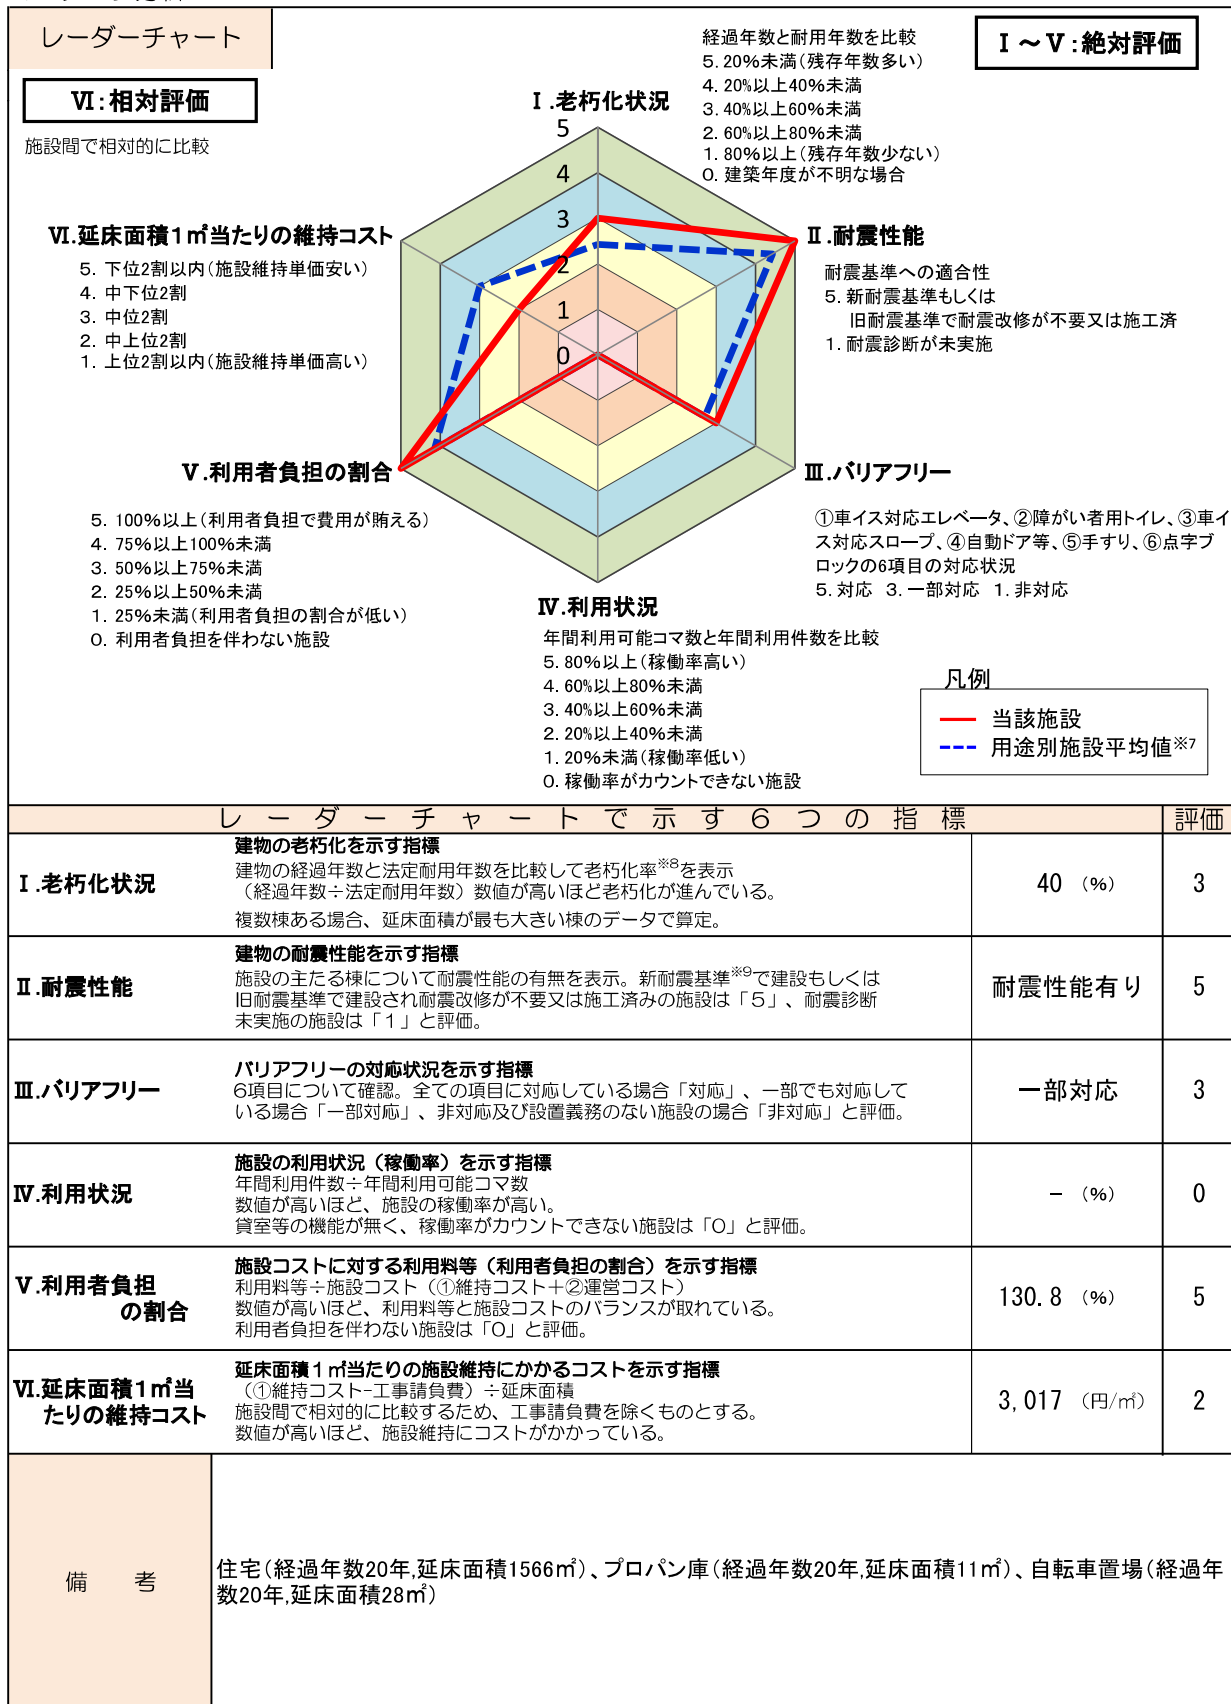 レーダーチャート
Ⅰ～Ⅴ:絶対評価
Ⅵ:相対評価
施設間で相対的に比較
経過年数と耐用年数を比較
5. 20%未満(残存年数多い)
4. 20%以上40%未満
3. 40%以上60%未満
2. 60%以上80%未満
1. 80%以上(残存年数少ない)
0. 建築年度が不明な場合
Ⅰ.老朽化状況
5
4
3
2
1
0
Ⅱ.耐震性能
耐震基準への適合性
5. 新耐震基準もしくは
旧耐震基準で耐震改修が不要又は施工済
1. 耐震診断が未実施
Ⅵ.延床面積1㎡当たりの維持コスト
5. 下位2割以内(施設維持単価安い)
4. 中下位2割
3. 中位2割
2. 中上位2割
1. 上位2割以内(施設維持単価高い)
Ⅴ.利用者負担の割合
5. 100%以上(利用者負担で費用が賄える)
4. 75%以上100%未満
3. 50%以上75%未満
2. 25%以上50%未満
1. 25%未満(利用者負担の割合が低い)
0. 利用者負担を伴わない施設
Ⅲ.バリアフリー
①車イス対応エレベータ、②障がい者用トイレ、③車イ
ス対応スロープ、④自動ドア等、⑤手すり、⑥点字ブ
ロックの6項目の対応状況
5. 対応 3. 一部対応 1. 非対応
Ⅳ.利用状況
年間利用可能コマ数と年間利用件数を比較
5. 80%以上(稼働率高い)
4. 60%以上80%未満
3. 40%以上60%未満
2. 20%以上40%未満
1. 20%未満(稼働率低い)
0. 稼働率がカウントできない施設
凡例
当該施設
用途別施設平均値※7
レーダーチャートで示す6つの指標 評価
Ⅰ.老朽化状況
建物の老朽化を示す指標
建物の経過年数と法定耐用年数を比較して老朽化率※8を表示
（経過年数÷法定耐用年数）数値が高いほど老朽化が進んでいる。
複数棟ある場合、延床面積が最も大きい棟のデータで算定。
40 (%) 3
Ⅱ.耐震性能
建物の耐震性能を示す指標
施設の主たる棟について耐震性能の有無を表示。新耐震基準※9で建設もしくは
旧耐震基準で建設され耐震改修が不要又は施工済みの施設は「5」、耐震診断
未実施の施設は「1」と評価。
耐震性能有り 5
Ⅲ.バリアフリー
バリアフリーの対応状況を示す指標
6項目について確認。全ての項目に対応している場合「対応」、一部でも対応して
いる場合「一部対応」、非対応及び設置義務のない施設の場合「非対応」と評価。
一部対応 3
Ⅳ.利用状況
施設の利用状況（稼働率）を示す指標
年間利用件数÷年間利用可能コマ数
数値が高いほど、施設の稼働率が高い。
貸室等の機能が無く、稼働率がカウントできない施設は「0」と評価。
− (%) 0
Ⅴ.利用者負担
の割合
施設コストに対する利用料等（利用者負担の割合）を示す指標
利用料等÷施設コスト（①維持コスト+②運営コスト）
数値が高いほど、利用料等と施設コストのバランスが取れている。
利用者負担を伴わない施設は「0」と評価。
130.8 (%) 5
Ⅵ.延床面積1㎡当
たりの維持コスト
延床面積1㎡当たりの施設維持にかかるコストを示す指標
（①維持コスト-工事請負費）÷延床面積
施設間で相対的に比較するため、工事請負費を除くものとする。
数値が高いほど、施設維持にコストがかかっている。
3,017 (円/㎡) 2
備 考
住宅(経過年数20年,延床面積1566㎡)、プロパン庫(経過年数20年,延床面積11㎡)、自転車置場(経過年
数20年,延床面積28㎡)